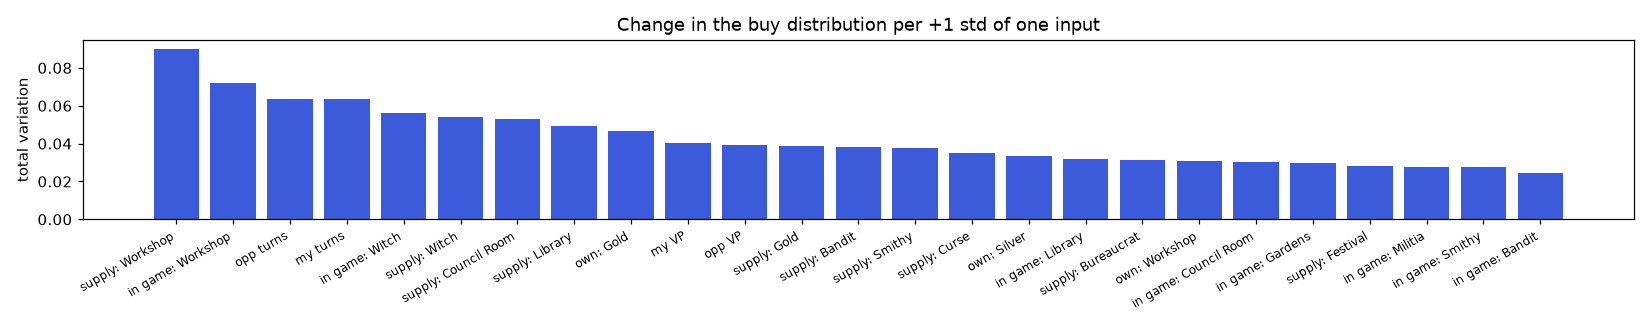 Change in the buy distribution per +1 std of one input
total variation
0.08
0.06
0.04
0.02
0.00
supply: Workshop
in game: Workshop
opp turns
my turns
in game: Witch
supply: Witch
supply: Council Room
supply: Library
own: Gold
my VP
opp VP
supply: Gold
supply: Bandit
supply: Smithy
supply: Curse
own: Silver
in game: Library
supply: Bureaucrat
own: Workshop
in game: Council Room
in game: Gardens
supply: Festival
in game: Militia
in game: Smithy
in game: Bandit